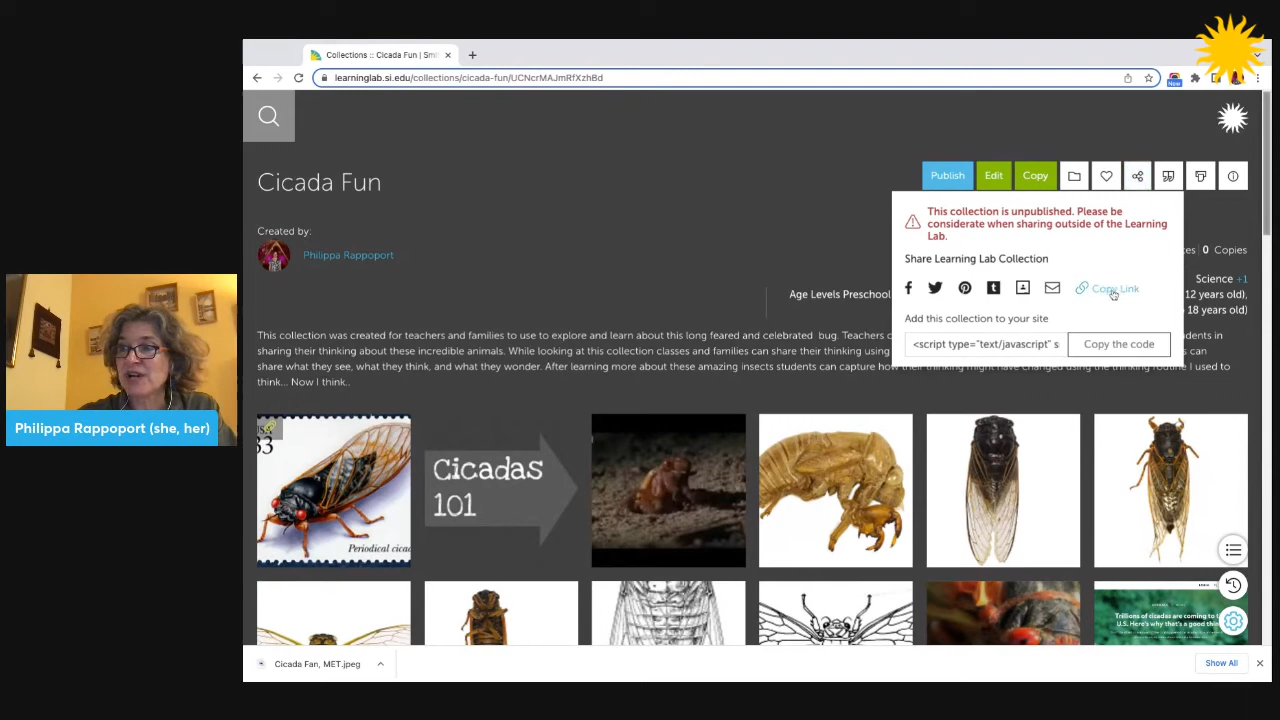 Collections :: Cicada Fun | Smi
learninglab.si.edu/collections/cicada-fun/UCNcrMAJmRfXzhBd
New
Cicada Fun
Publish
Edit
Copy
This collection is unpublished. Please be
considerate when sharing outside of the Learning
Lab.
Share Learning Lab Collection
Copy Link
Add this collection to your site
<script type="text/javascript" s
Copy the code
0 Copies
Created by:
Philippa Rappoport
Science +1
Age Levels Preschool
12 years old),
18 years old)
This collection was created for teachers and families to use to explore and learn about this long feared and celebrated bug. Teachers
sharing their thinking about these incredible animals. While looking at this collection classes and families can share their thinking using
can
share what they see, what they think, and what they wonder. After learning more about these amazing insects students can capture how their thinking might have changed using the thinking routine I used to
think... Now I think..
33
Periodical cicad
Cicadas
101
Trillions of cicadas are coming to
U.S. Here's why that's a good thin
Philippa Rappoport (she, her)
Cicada Fan, MET.jpeg
Show All